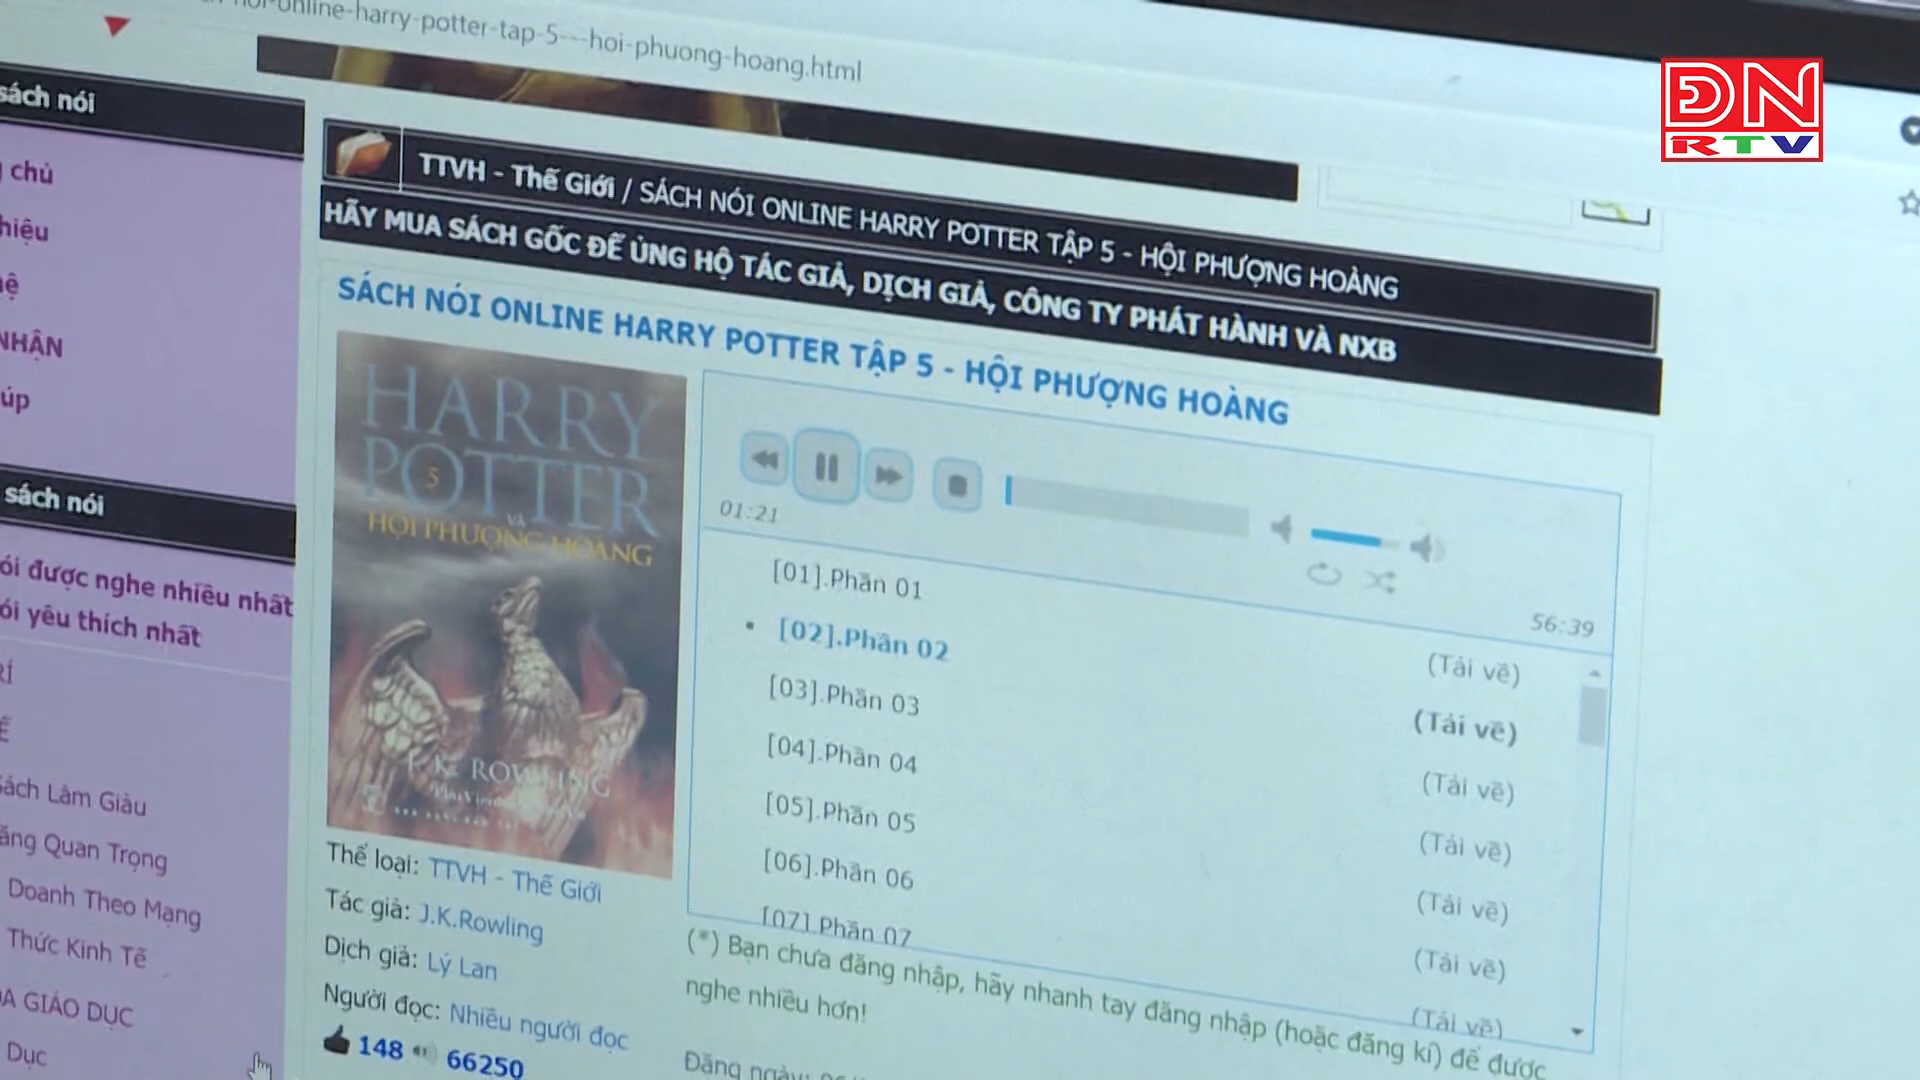 online-harry-potter-tap-5---hoi-phuong-hoang.html
ĐN
RTV
sách nói
chủ
NHẬN
sách nói
được nghe nhiều nhất
yêu thích nhất
Làm Giàu
Quan Trọng
Doanh Theo Mạng
Thức Kinh Tế
GIÁO DỤC
Dục
TTVH - Thế Giới / SÁCH NÓI ONLINE HARRY POTTER TẬP 5 - HỘI PHƯỢNG HOÀNG
HÃY MUA SÁCH GỐC ĐỂ ỦNG HỘ TÁC GIẢ, DỊCH GIẢ, CÔNG TY PHÁT HÀNH VÀ NXB
SÁCH NÓI ONLINE HARRY POTTER TẬP 5 - HỘI PHƯỢNG HOÀNG
HARRY
POTTER
5
VÀ
HỘI PHƯỢNG HOÀNG
J.K. ROWLING
Thể loại: TTVH - Thế Giới
Tác giả: J.K.Rowling
Dịch giả: Lý Lan
Người đọc: Nhiều người đọc
148 66250
01:21
56:39
[01].Phần 01 (Tải về)
• [02].Phần 02 (Tải về)
[03].Phần 03 (Tải về)
[04].Phần 04 (Tải về)
[05].Phần 05 (Tải về)
[06].Phần 06 (Tải về)
[07].Phần 07 (Tải về)
(*) Bạn chưa đăng nhập, hãy nhanh tay đăng nhập (hoặc đăng kí) để được
nghe nhiều hơn!
Đăng ngày: